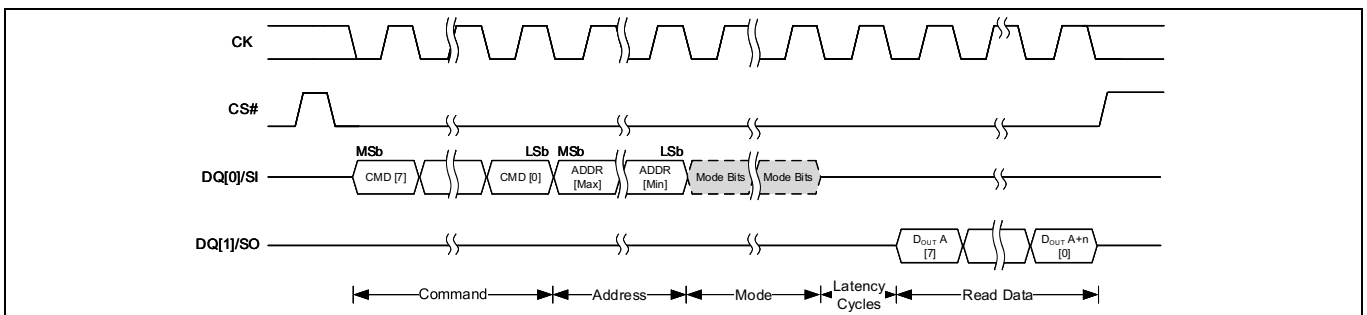 CK
CS#
MSb LSb MSb LSb
DQ[0]/SI CMD [7] CMD [0] ADDR [Max] ADDR [Min] Mode Bits Mode Bits
DQ[1]/SO DOUT A [7] DOUT A+n [0]
Command Address Mode Latency Cycles Read Data